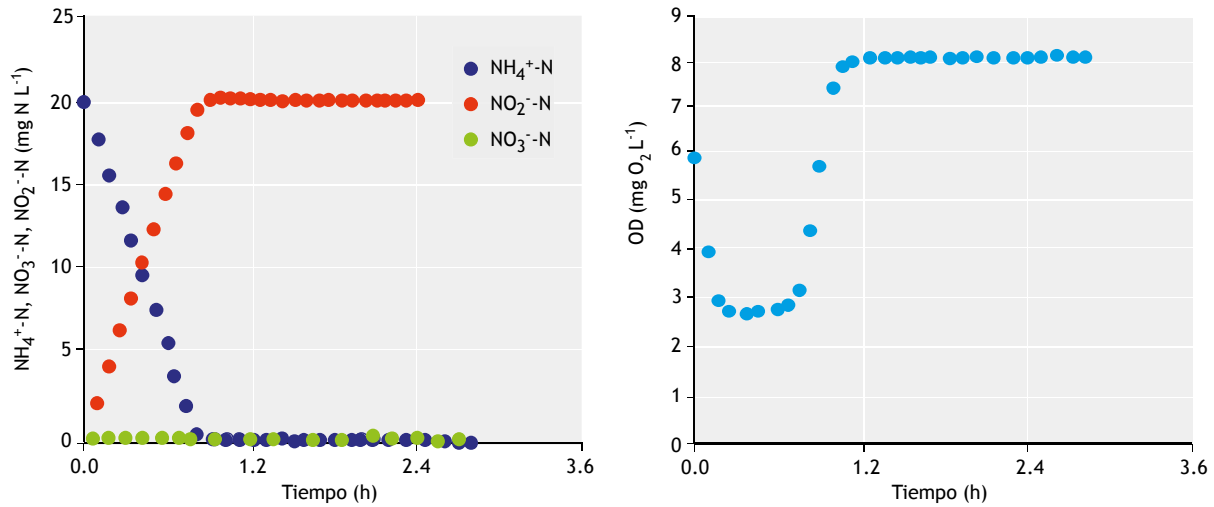 NH₄⁺-N, NO₃⁻-N, NO₂⁻-N (mg N L⁻¹)
25
20
15
10
5
0
NH₄⁺-N
NO₂⁻-N
NO₃⁻-N
0.0 1.2 2.4 3.6
Tiempo (h)
OD (mg O₂ L⁻¹)
9
8
7
6
5
4
3
2
1
0
0.0 1.2 2.4 3.6
Tiempo (h)